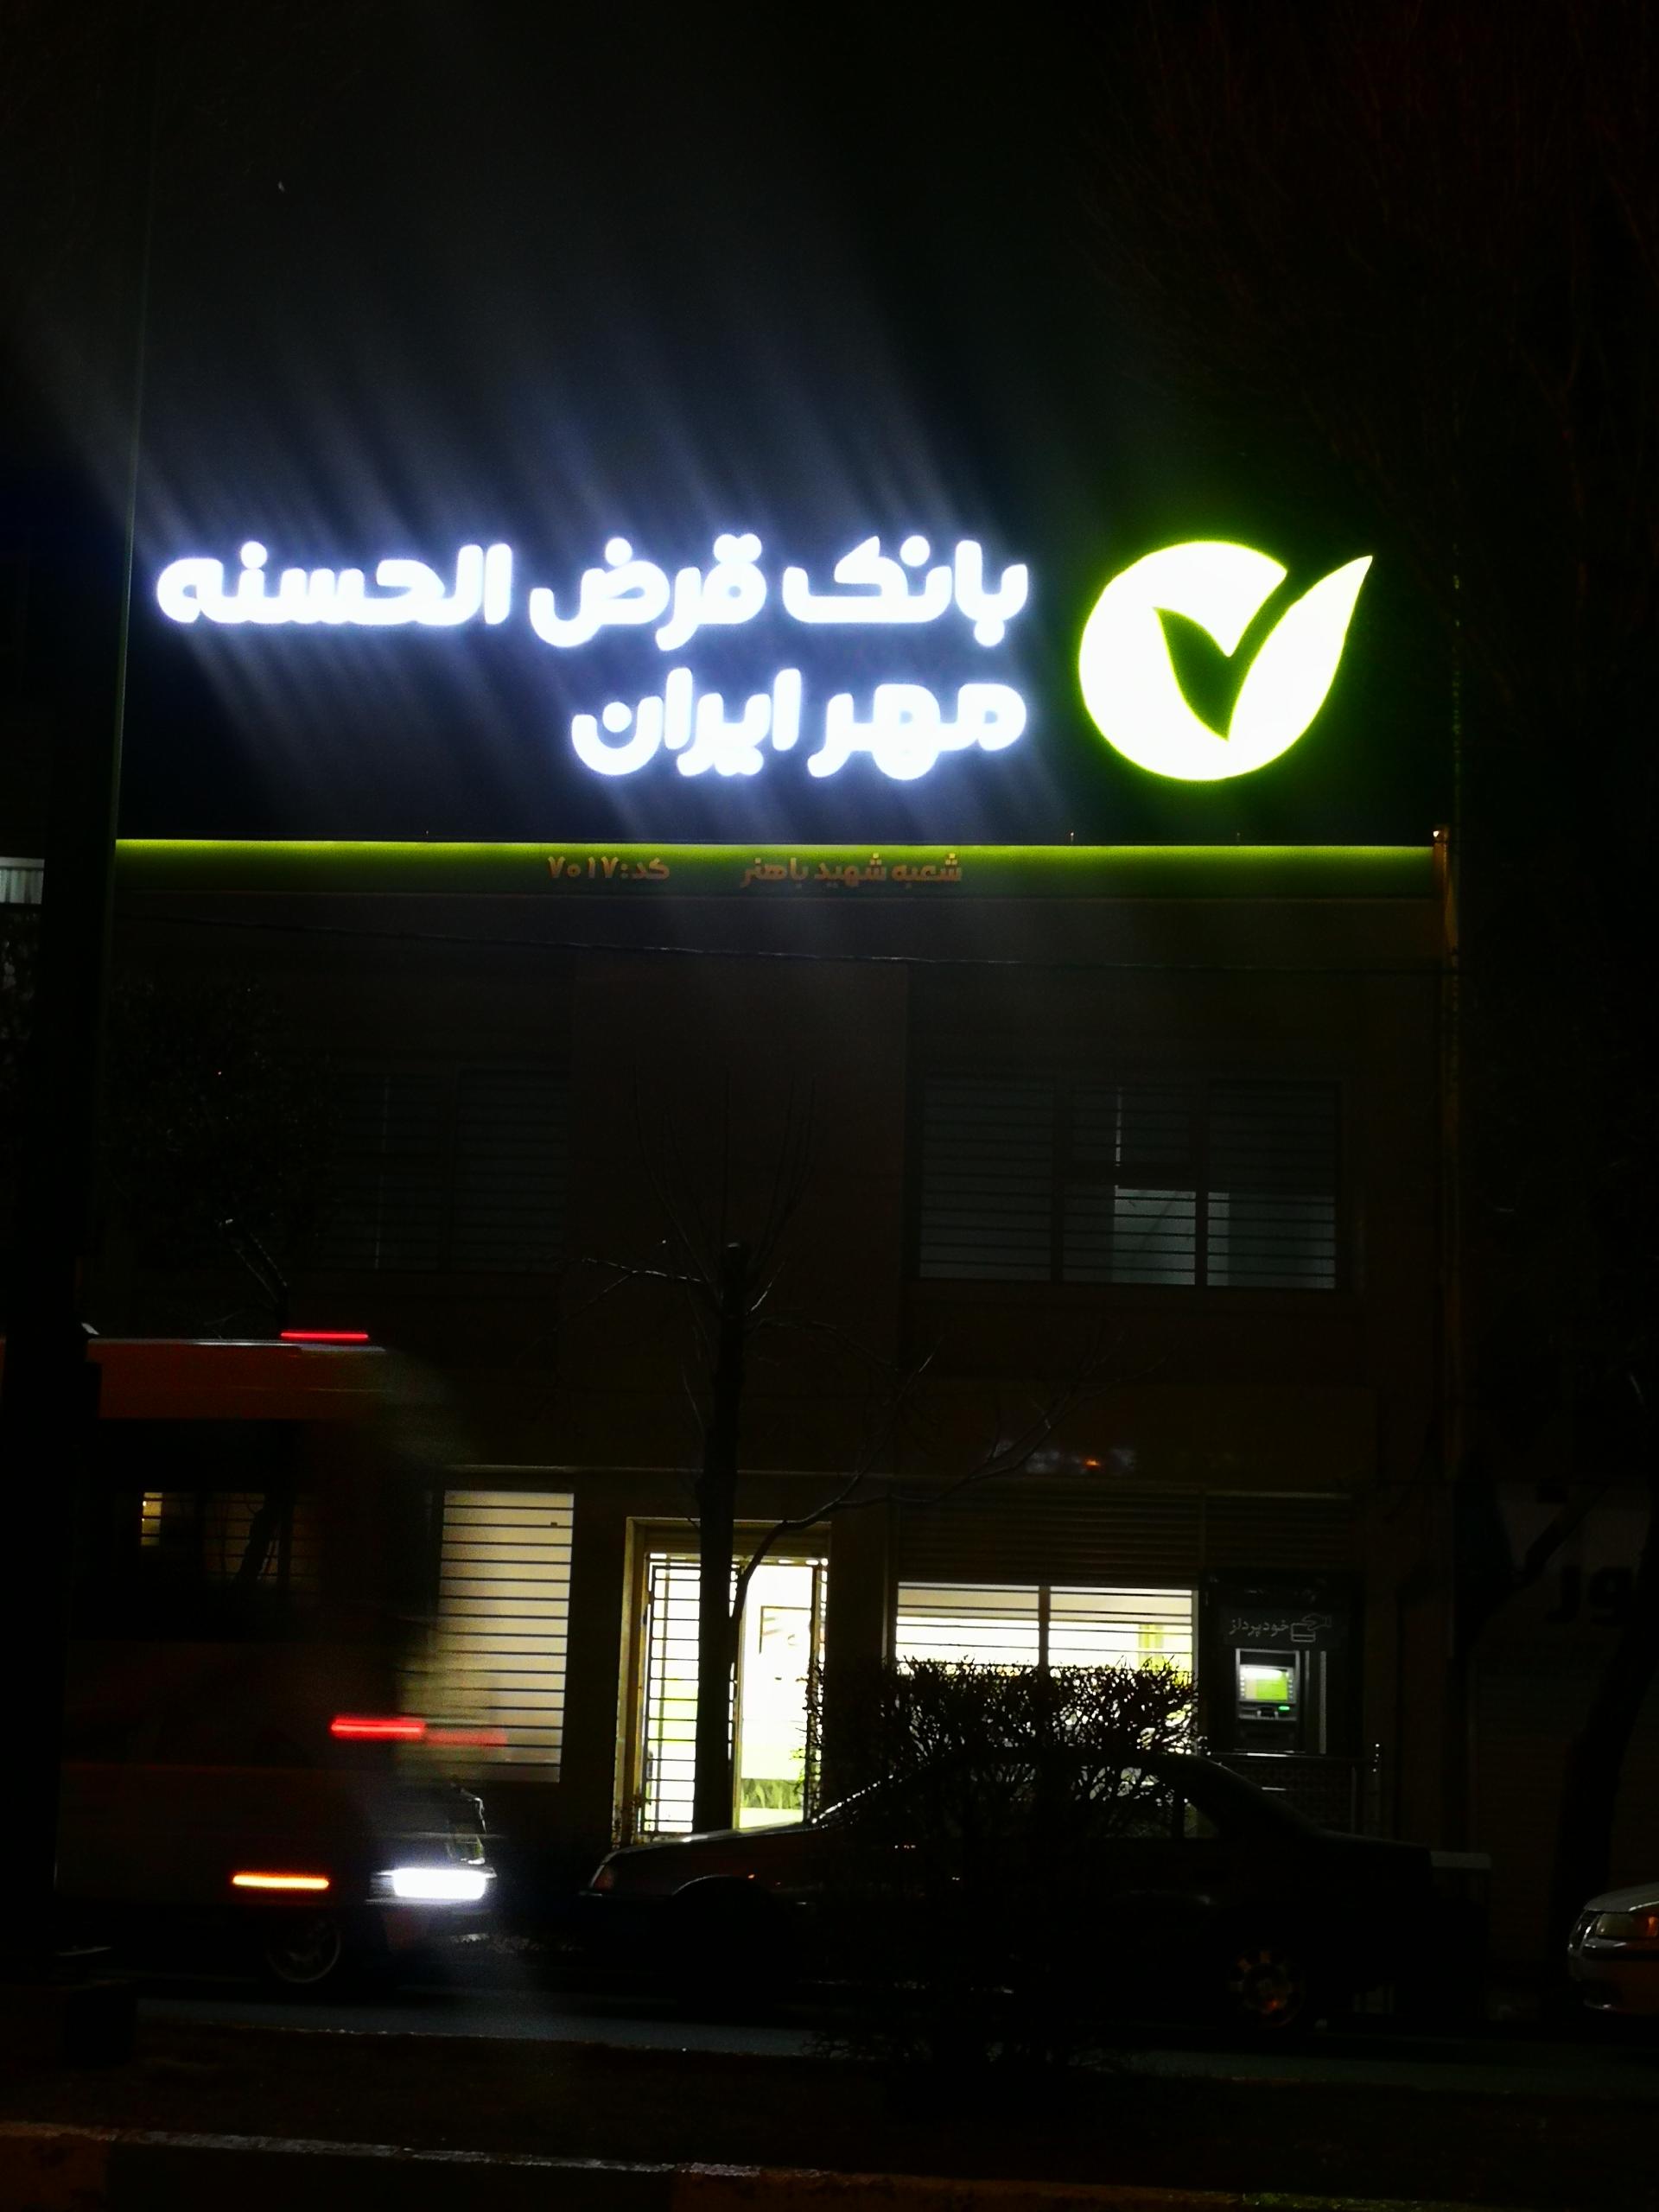 بانک قرض الحسنه
مهر ایران
شعبه شهید باهنر کد: ۷۰۱۷
خودپرداز